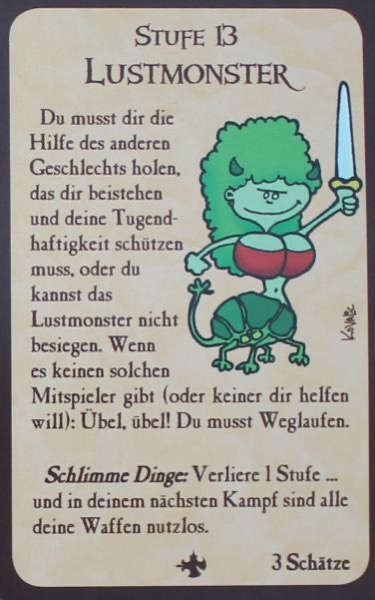 Stufe 13
Lustmonster
Du musst dir die
Hilfe des anderen
Geschlechts holen,
das dir beistehen
und deine Tugend-
haftigkeit schützen
muss, oder du
kannst das
Lustmonster nicht
besiegen. Wenn
es keinen solchen
Mitspieler gibt (oder keiner dir helfen
will): Übel, übel! Du musst Weglaufen.
Kovalic
Schlimme Dinge: Verliere 1 Stufe ...
und in deinem nächsten Kampf sind alle
deine Waffen nutzlos.
3 Schätze